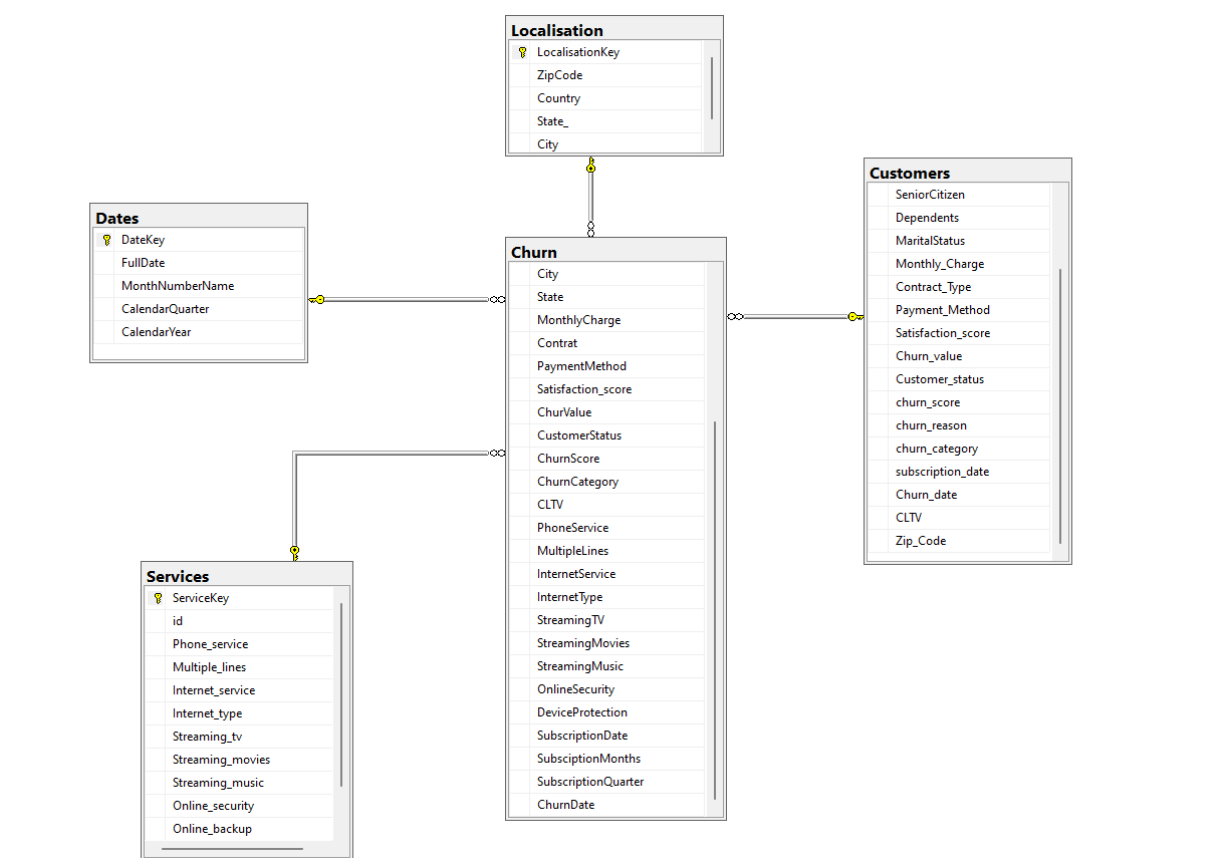 Localisation
LocalisationKey
ZipCode
Country
State_
City
Customers
SeniorCitizen
Dependents
MaritalStatus
Monthly_Charge
Contract_Type
Payment_Method
Satisfaction_score
Churn_value
Customer_status
churn_score
churn_reason
churn_category
subscription_date
Churn_date
CLTV
Zip_Code
Dates
DateKey
FullDate
MonthNumberName
CalendarQuarter
CalendarYear
Churn
City
State
MonthlyCharge
Contrat
PaymentMethod
Satisfaction_score
ChurValue
CustomerStatus
ChurnScore
ChurnCategory
CLTV
PhoneService
MultipleLines
InternetService
InternetType
StreamingTV
StreamingMovies
StreamingMusic
OnlineSecurity
DeviceProtection
SubscriptionDate
SubsciptionMonths
SubscriptionQuarter
ChurnDate
Services
ServiceKey
id
Phone_service
Multiple_lines
Internet_service
Internet_type
Streaming_tv
Streaming_movies
Streaming_music
Online_security
Online_backup